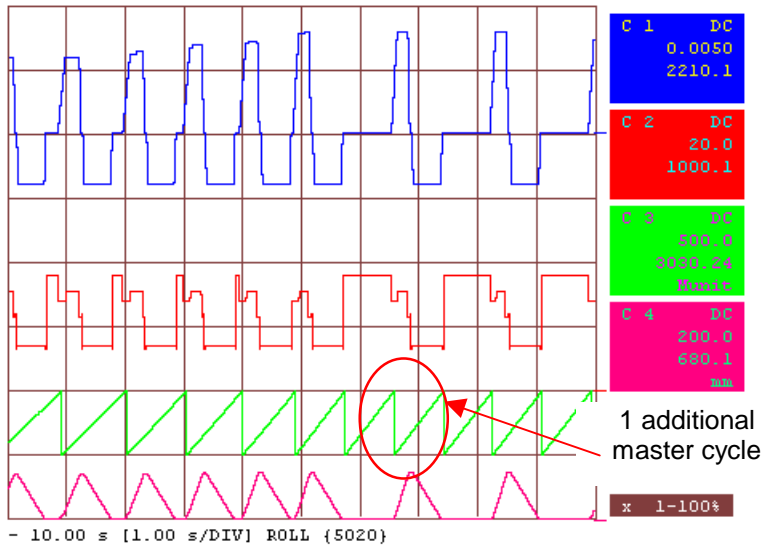 C 1 DC
0.0050
2210.1
C 2 DC
20.0
1000.1
C 3 DC
500.0
3030.24
Munit
C 4 DC
200.0
680.1
mm
1 additional
master cycle
x 1-100%
- 10.00 s [1.00 s/DIV] ROLL {5020}